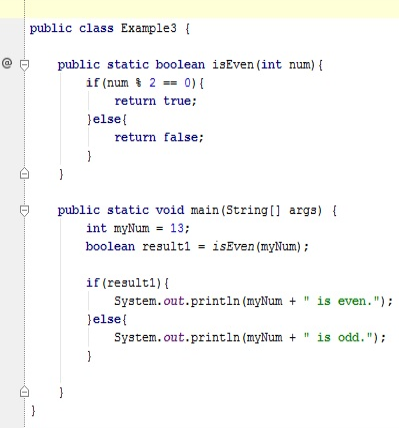 public class Example3 {
@ public static boolean isEven(int num){
if(num % 2 == 0){
return true;
}else{
return false;
}
}
public static void main(String[] args) {
int myNum = 13;
boolean result1 = isEven(myNum);
if(result1){
System.out.println(myNum + " is even.");
}else{
System.out.println(myNum + " is odd.");
}
}
}